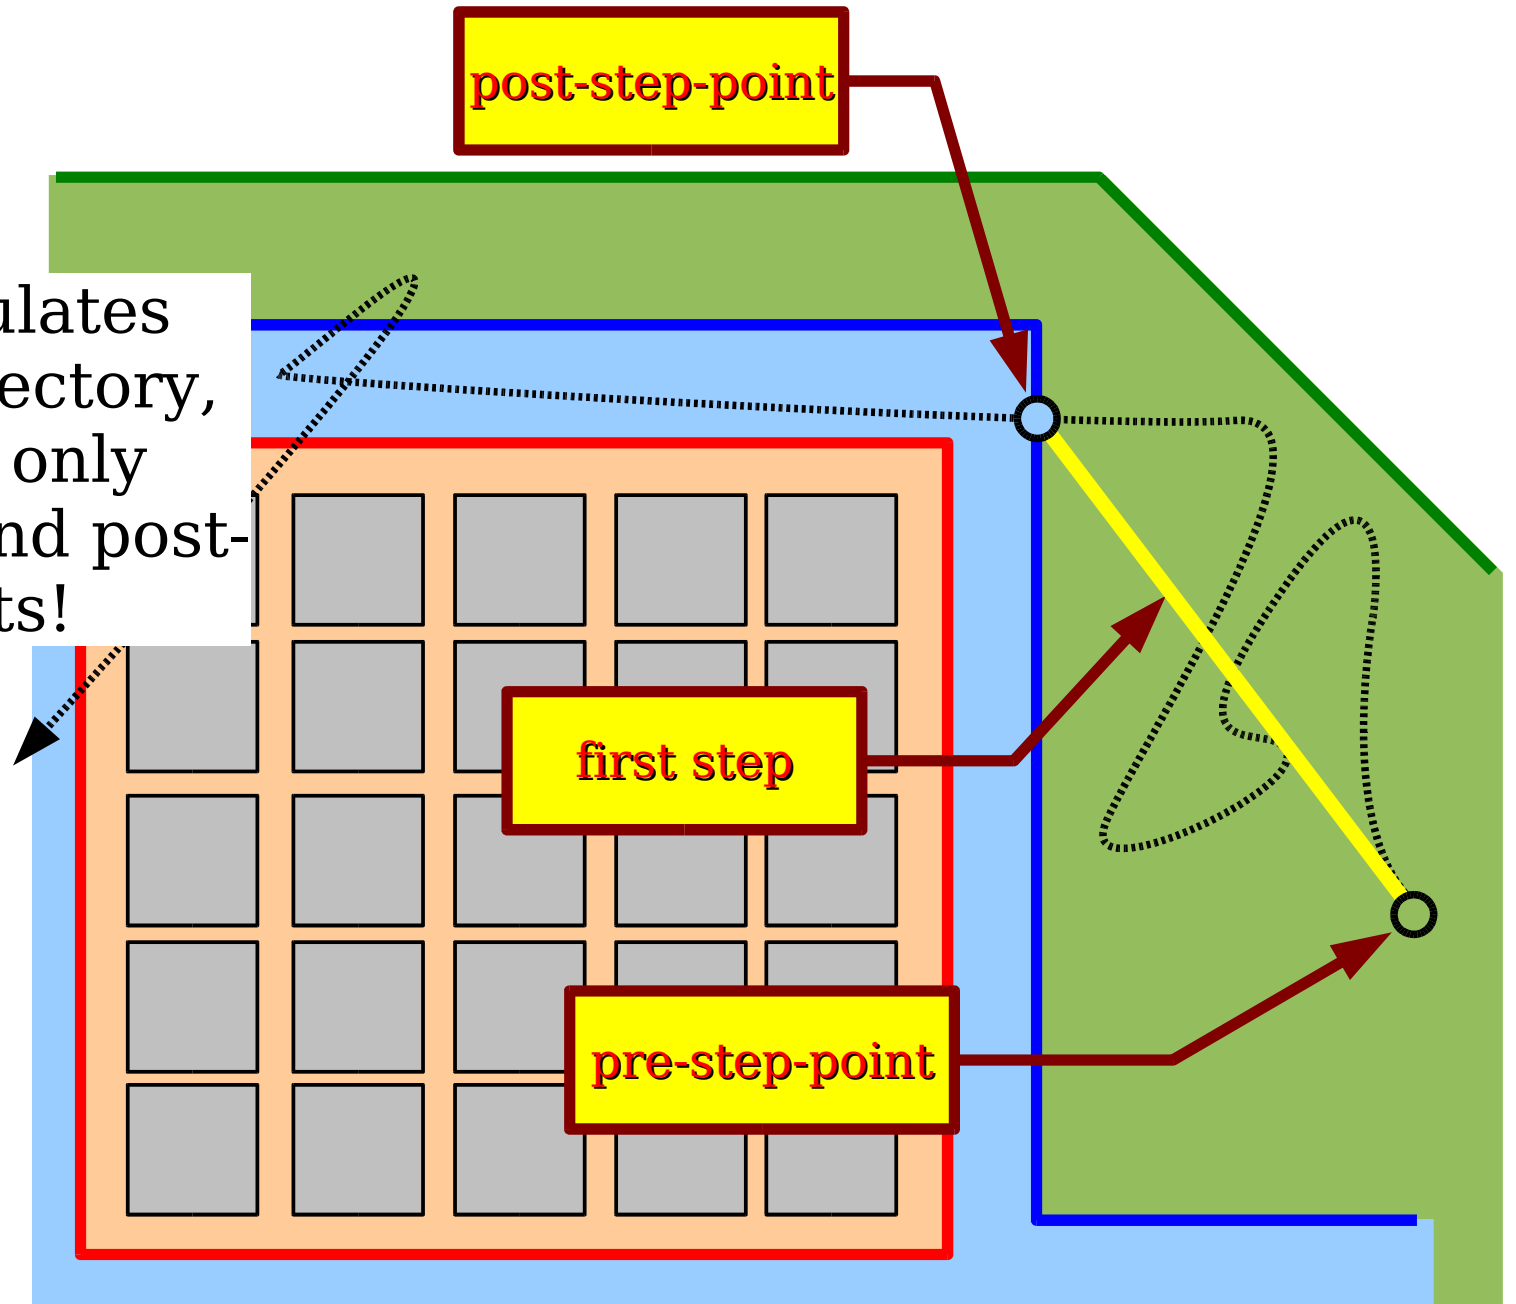 post-step-point
ulates
ectory,
only
nd post-
ts!
first step
pre-step-point